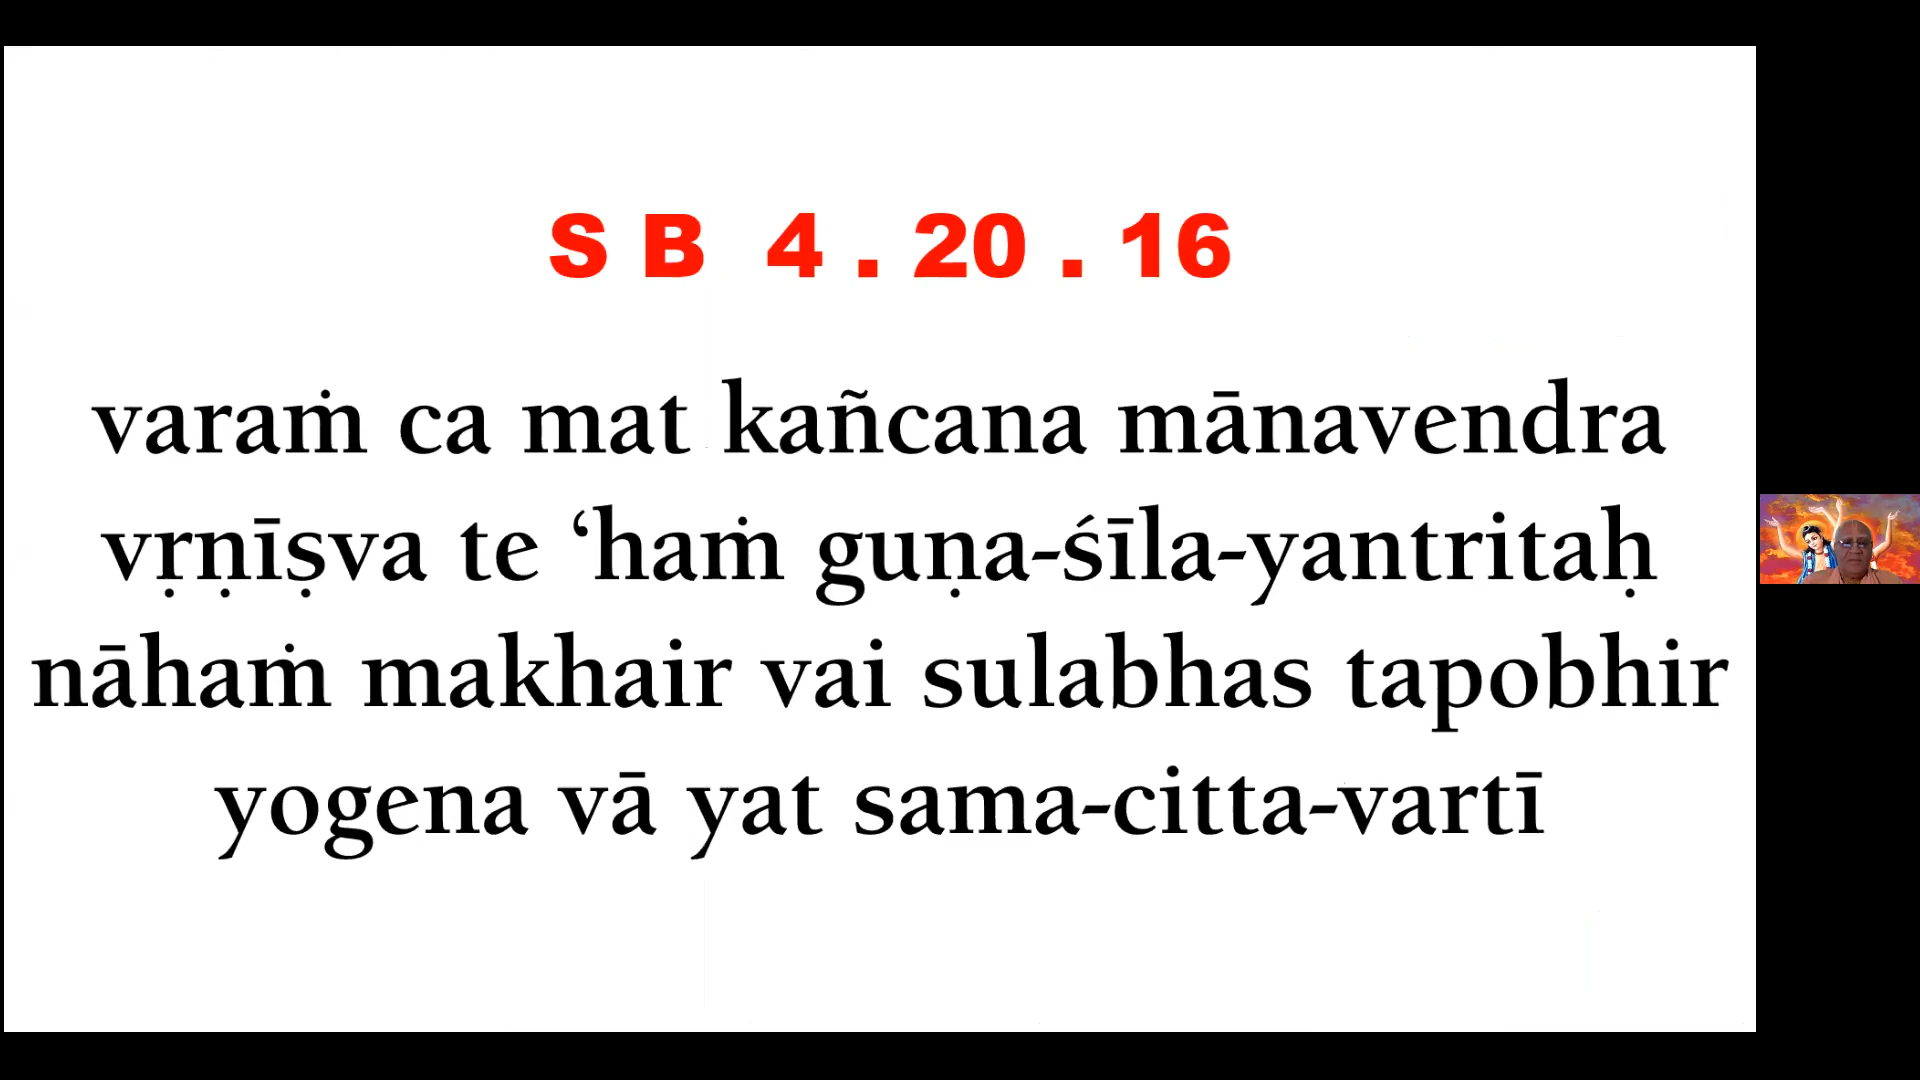 S B 4 . 20 . 16
varaṁ ca mat kañcana mānavendra
vṛṇīṣva te ‘haṁ guṇa-śīla-yantritaḥ
nāhaṁ makhair vai sulabhas tapobhir
yogena vā yat sama-citta-vartī